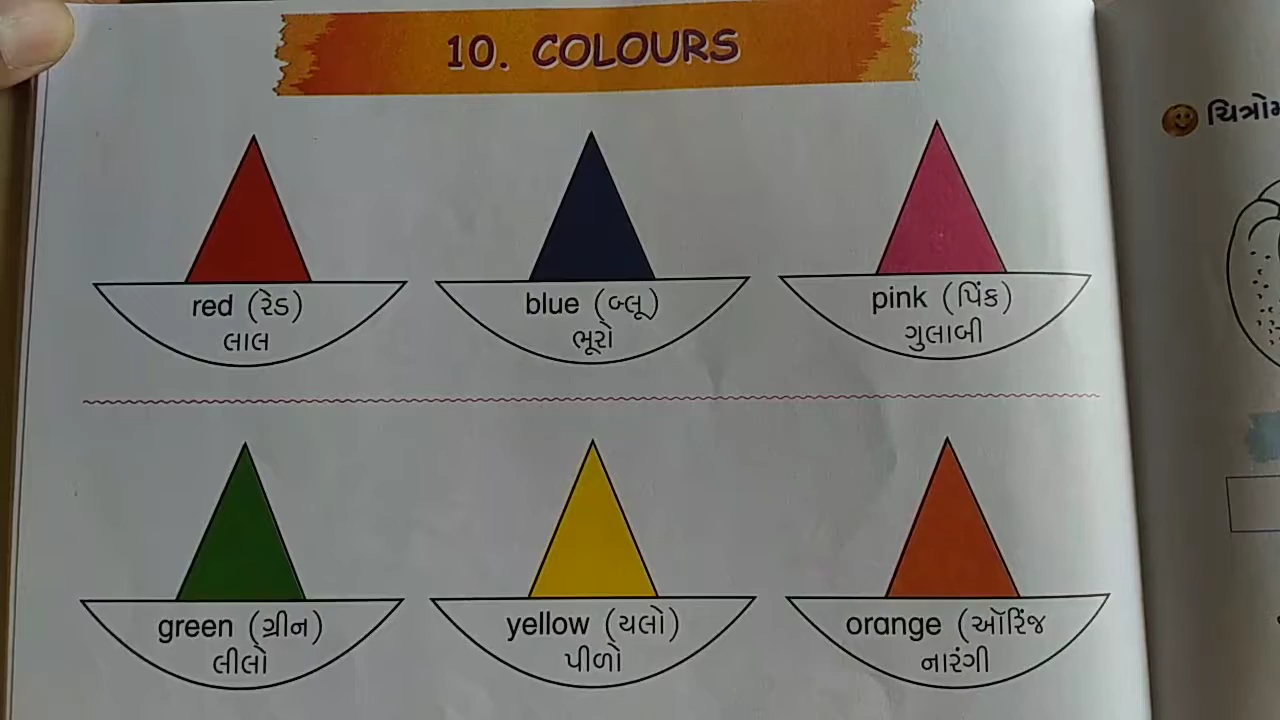 10. COLOURS
red (રેડ)
લાલ
blue (બ્લૂ)
ભૂરો
pink (પિંક)
ગુલાબી
green (ગ્રીન)
લીલો
yellow (યલો)
પીળો
orange (ઑરિંજ
નારંગી